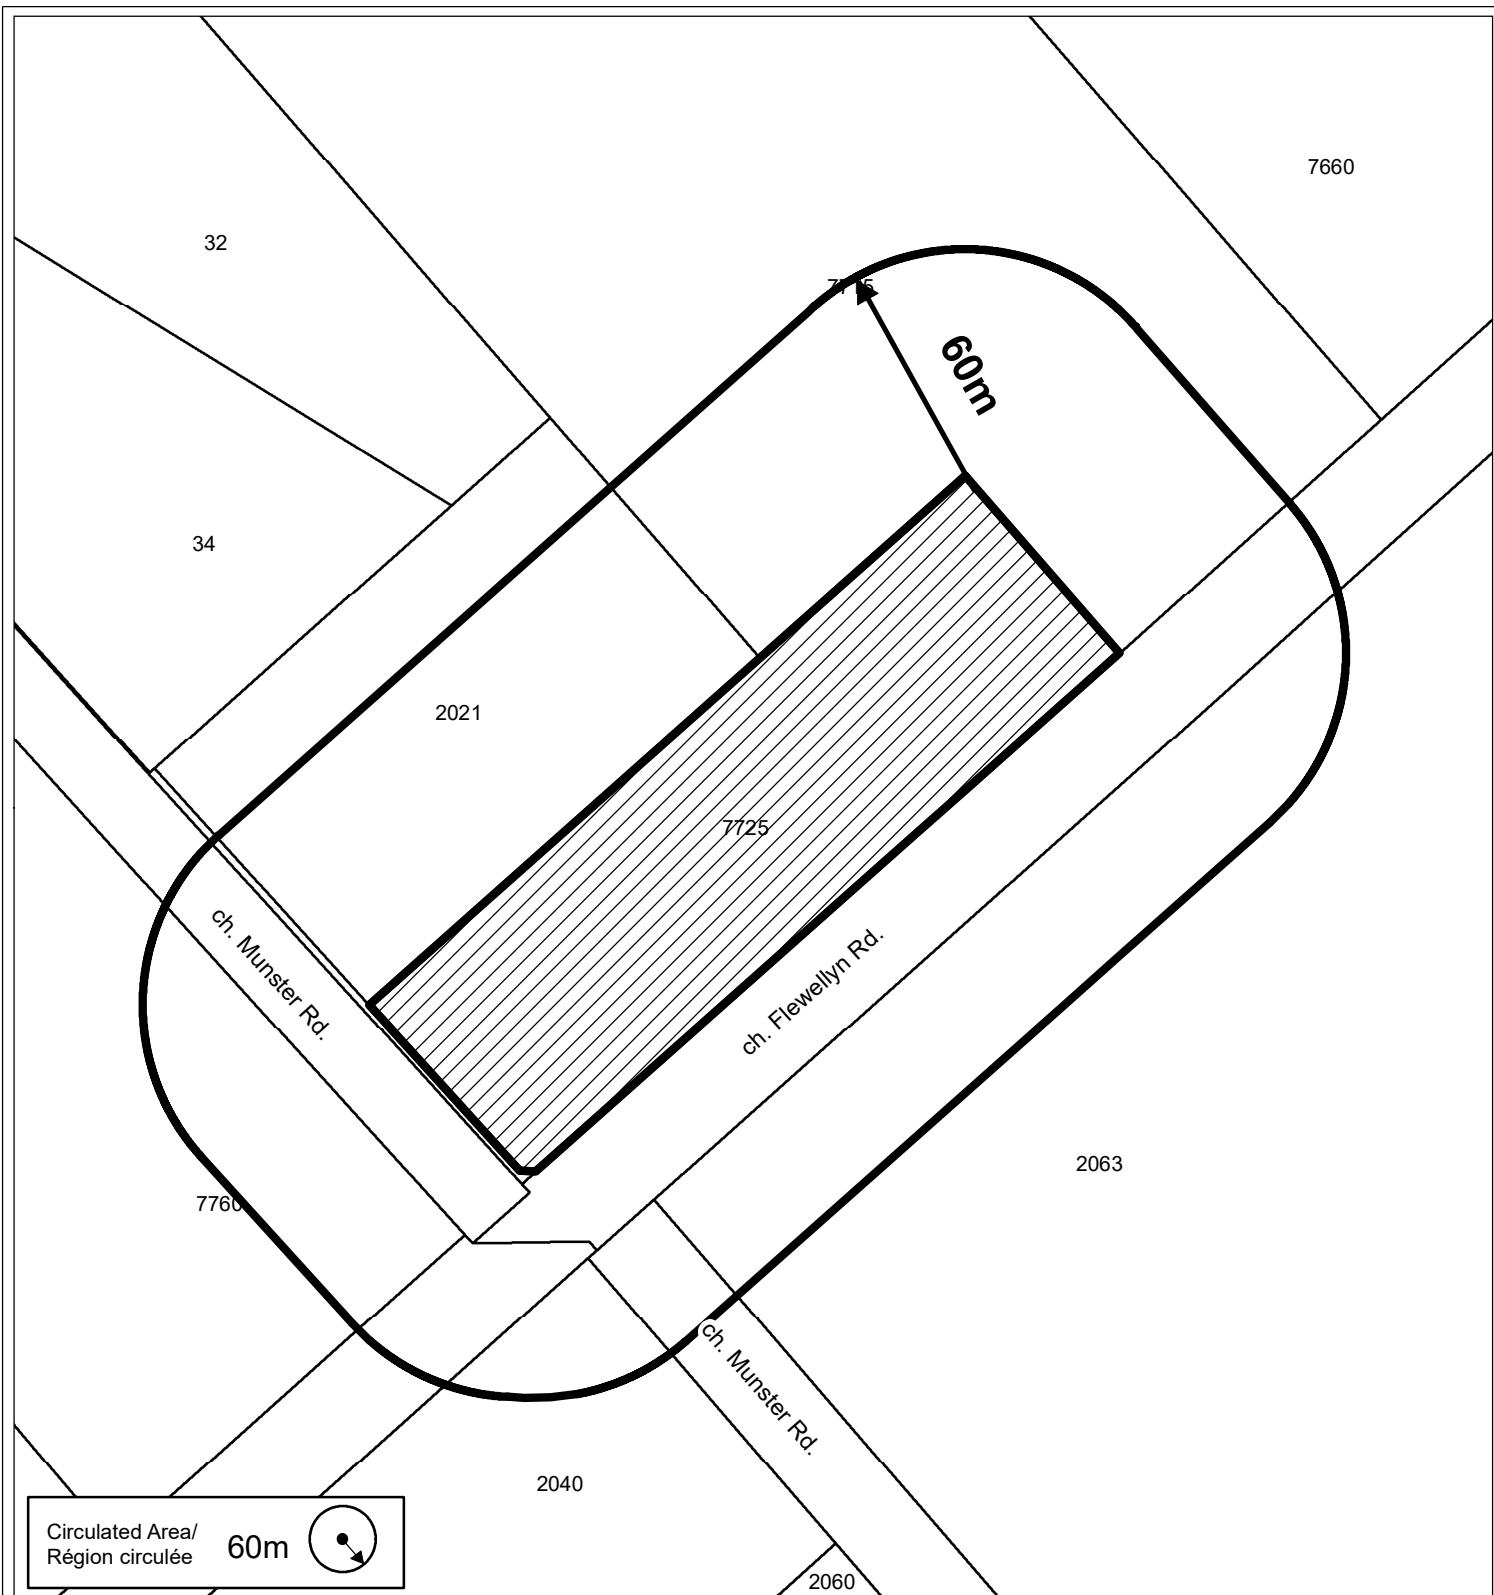 7660
32
60m
34
2021
7725
ch. Munster Rd.
ch. Flewellyn Rd.
2063
7760
ch. Munster Rd.
2040
Circulated Area/
Région circulée
60m
2060